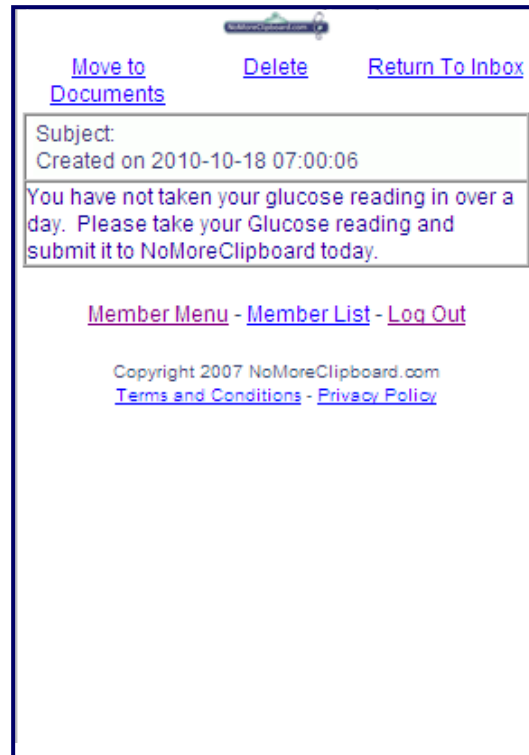 NoMoreClipboard.com
Move to Documents
Delete
Return To Inbox
Subject:
Created on 2010-10-18 07:00:06
You have not taken your glucose reading in over a
day. Please take your Glucose reading and
submit it to NoMoreClipboard today.
Member Menu - Member List - Log Out
Copyright 2007 NoMoreClipboard.com
Terms and Conditions - Privacy Policy